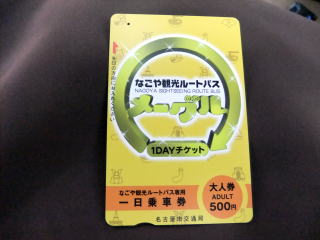 なごや観光ルートバス
NAGOYA SIGHTSEEING ROUTE BUS
メーグル
1DAYチケット
なごや観光ルートバス専用
一日乗車券
大人券
ADULT
500円
名古屋市交通局